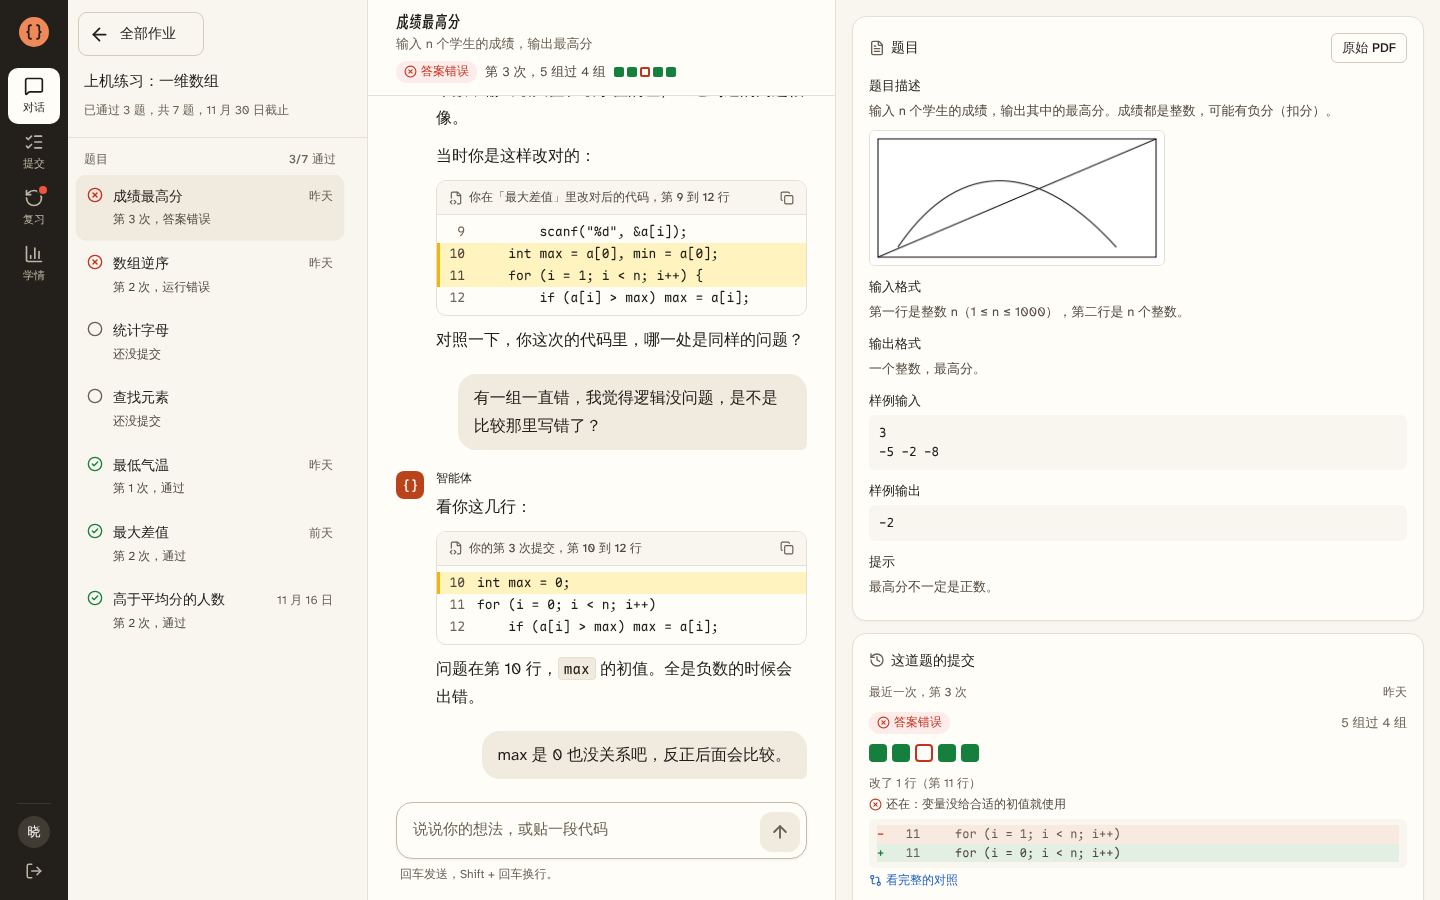 { }
对话
提交
复习
学情
晓
全部作业
上机练习：一维数组
已通过 3 题，共 7 题，11 月 30 日截止
题目 3/7 通过
成绩最高分 昨天
第 3 次，答案错误
数组逆序 昨天
第 2 次，运行错误
统计字母
还没提交
查找元素
还没提交
最低气温 昨天
第 1 次，通过
最大差值 前天
第 2 次，通过
高于平均分的人数 11 月 16 日
第 2 次，通过
成绩最高分
输入 n 个学生的成绩，输出最高分
答案错误 第 3 次，5 组过 4 组
像。
当时你是这样改对的：
你在「最大差值」里改对后的代码，第 9 到 12 行
9 scanf("%d", &a[i]);
10 int max = a[0], min = a[0];
11 for (i = 1; i < n; i++) {
12 if (a[i] > max) max = a[i];
对照一下，你这次的代码里，哪一处是同样的问题？
有一组一直错，我觉得逻辑没问题，是不是
比较那里写错了？
{ } 智能体
看你这几行：
你的第 3 次提交，第 10 到 12 行
10 int max = 0;
11 for (i = 0; i < n; i++)
12 if (a[i] > max) max = a[i];
问题在第 10 行，max 的初值。全是负数的时候会
出错。
max 是 0 也没关系吧，反正后面会比较。
说说你的想法，或贴一段代码
回车发送，Shift + 回车换行。
题目 原始 PDF
题目描述
输入 n 个学生的成绩，输出其中的最高分。成绩都是整数，可能有负分（扣分）。
输入格式
第一行是整数 n（1 ≤ n ≤ 1000），第二行是 n 个整数。
输出格式
一个整数，最高分。
样例输入
3
-5 -2 -8
样例输出
-2
提示
最高分不一定是正数。
这道题的提交
最近一次，第 3 次 昨天
答案错误 5 组过 4 组
改了 1 行（第 11 行）
还在：变量没给合适的初值就使用
- 11 for (i = 1; i < n; i++)
+ 11 for (i = 0; i < n; i++)
看完整的对照